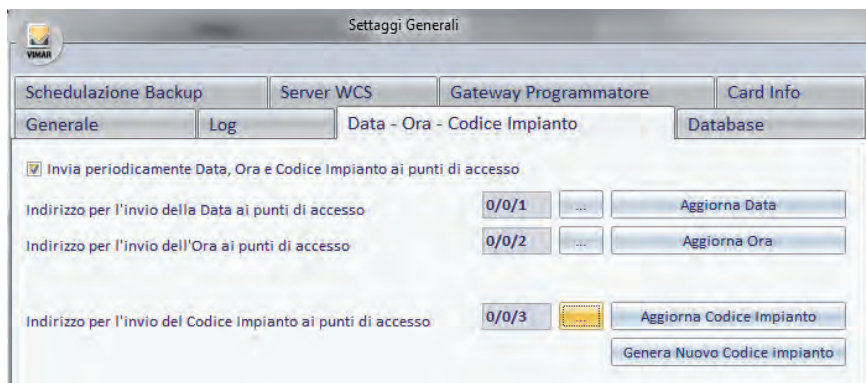 Settaggi Generali
VIMAR
Schedulazione Backup Server WCS Gateway Programmatore Card Info
Generale Log Data - Ora - Codice Impianto Database
Invia periodicamente Data, Ora e Codice Impianto ai punti di accesso
Indirizzo per l'invio della Data ai punti di accesso 0/0/1 ... Aggiorna Data
Indirizzo per l'invio dell'Ora ai punti di accesso 0/0/2 ... Aggiorna Ora
Indirizzo per l'invio del Codice Impianto ai punti di accesso 0/0/3 ... Aggiorna Codice Impianto
Genera Nuovo Codice impianto